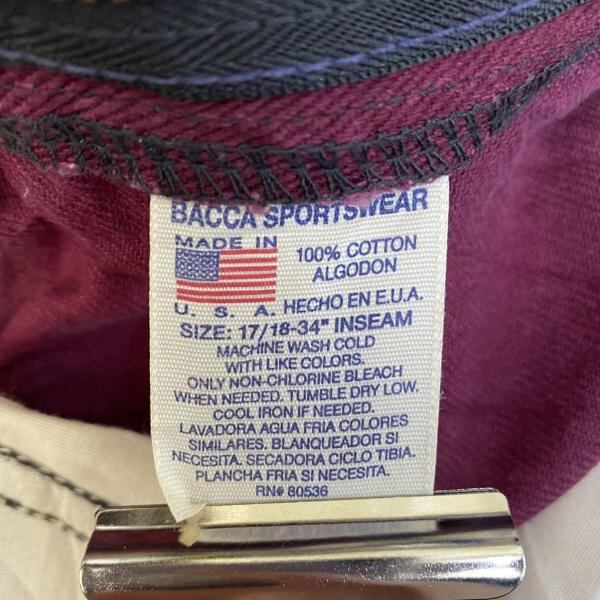 BACCA SPORTSWEAR
MADE IN
100% COTTON
ALGODON
U. S. A. HECHO EN E.U.A.
SIZE: 17/18-34" INSEAM
MACHINE WASH COLD
WITH LIKE COLORS.
ONLY NON-CHLORINE BLEACH
WHEN NEEDED. TUMBLE DRY LOW.
COOL IRON IF NEEDED.
LAVADORA AGUA FRIA COLORES
SIMILARES. BLANQUEADOR SI
NECESITA. SECADORA CICLO TIBIA.
PLANCHA FRIA SI NECESITA.
RN# 80536